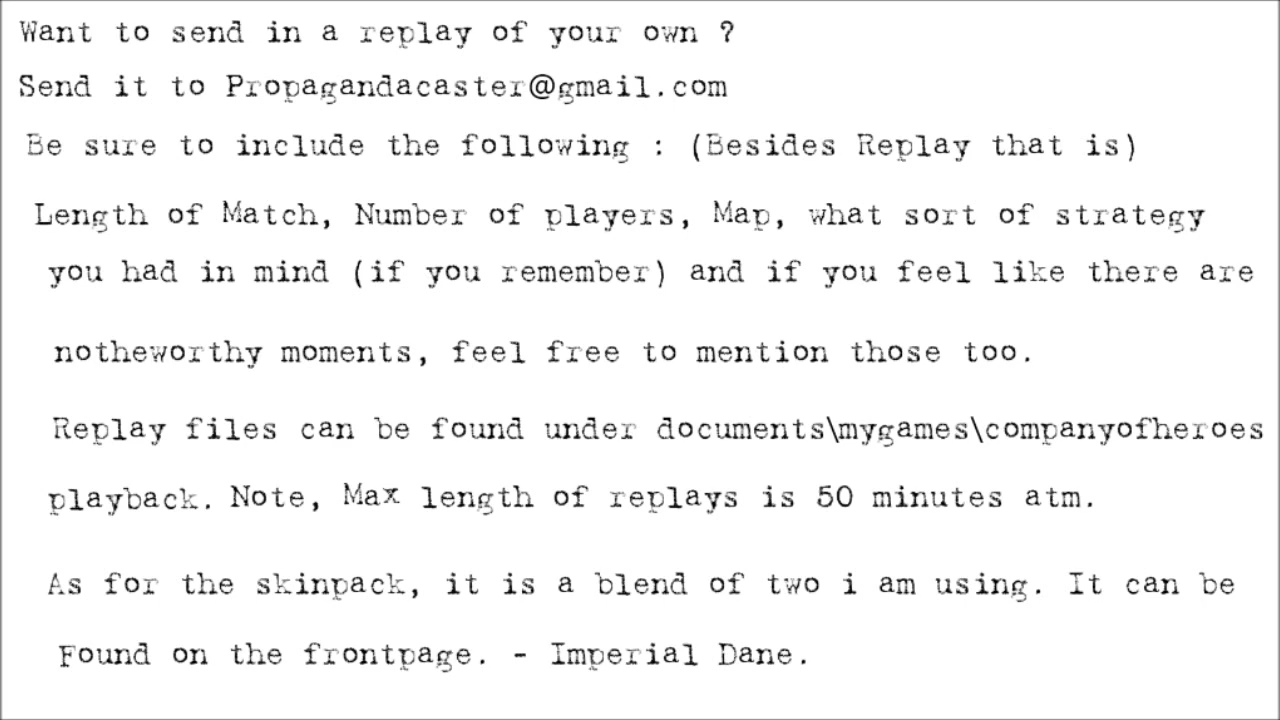 Want to send in a replay of your own ?
Send it to Propagandacaster@gmail.com
Be sure to include the following : (Besides Replay that is)
Length of Match, Number of players, Map, what sort of strategy
you had in mind (if you remember) and if you feel like there are
notheworthy moments, feel free to mention those too.
Replay files can be found under documents\mygames\companyofheroes
playback. Note, Max length of replays is 50 minutes atm.
As for the skinpack, it is a blend of two i am using. It can be
Found on the frontpage. - Imperial Dane.